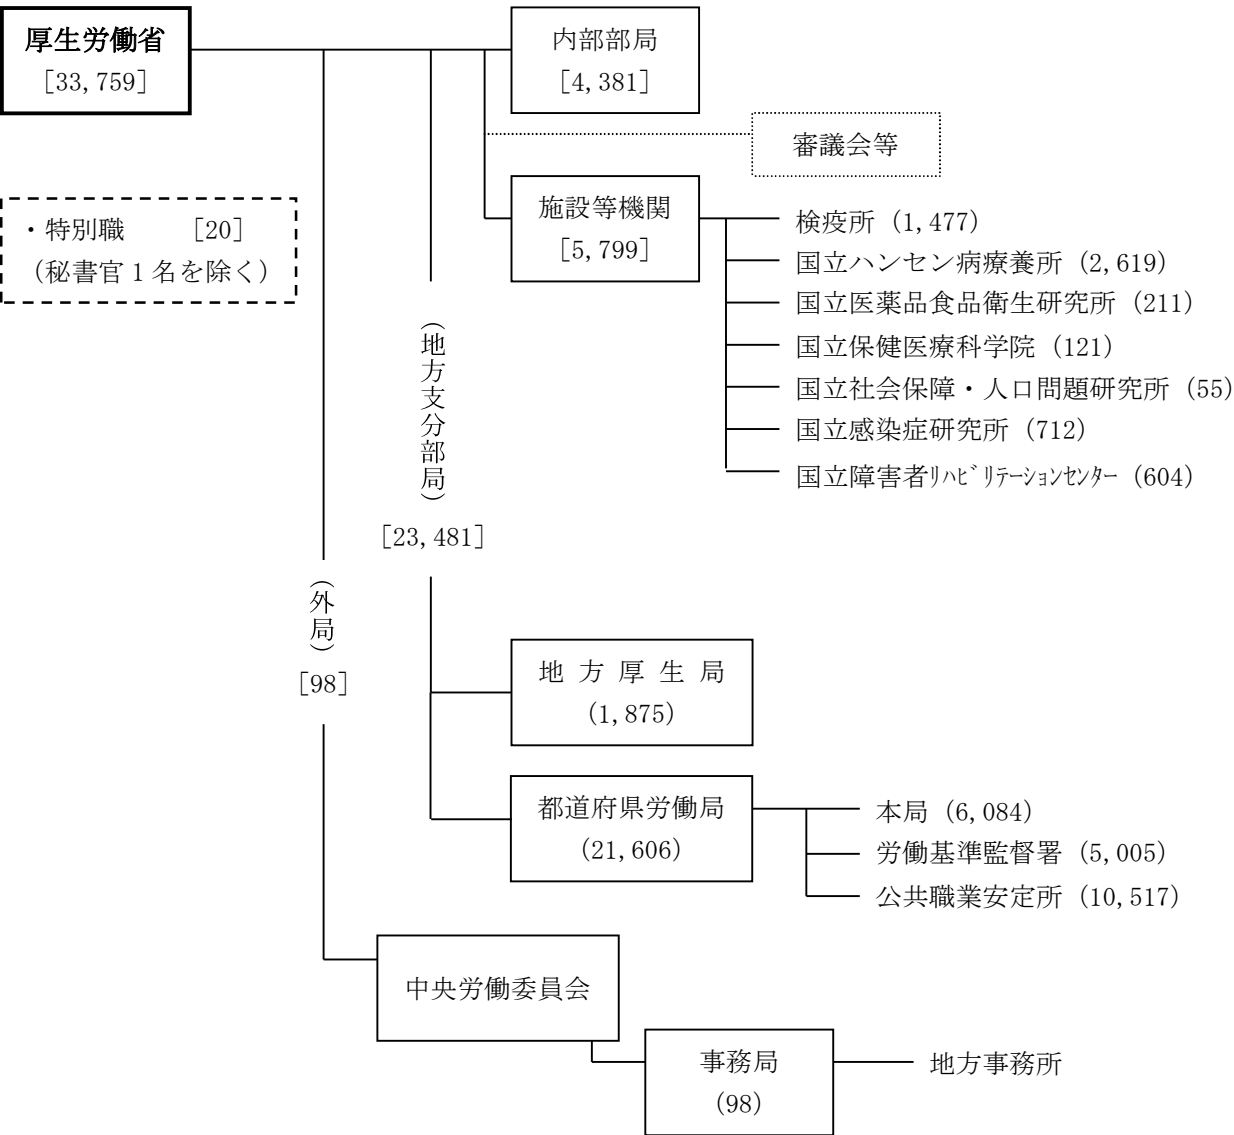 厚生労働省
［33,759］
・特別職　　［20］
（秘書官１名を除く）
内部部局
［4,381］
審議会等
施設等機関
［5,799］
検疫所（1,477）
国立ハンセン病療養所（2,619）
国立医薬品食品衛生研究所（211）
国立保健医療科学院（121）
国立社会保障・人口問題研究所（55）
国立感染症研究所（712）
国立障害者ﾘﾊﾋﾞﾘﾃｰｼｮﾝｾﾝﾀｰ（604）
（地方支分部局）
［23,481］
地方厚生局
（1,875）
都道府県労働局
（21,606）
本局（6,084）
労働基準監督署（5,005）
公共職業安定所（10,517）
（外局）
［98］
中央労働委員会
事務局
（98）
地方事務所